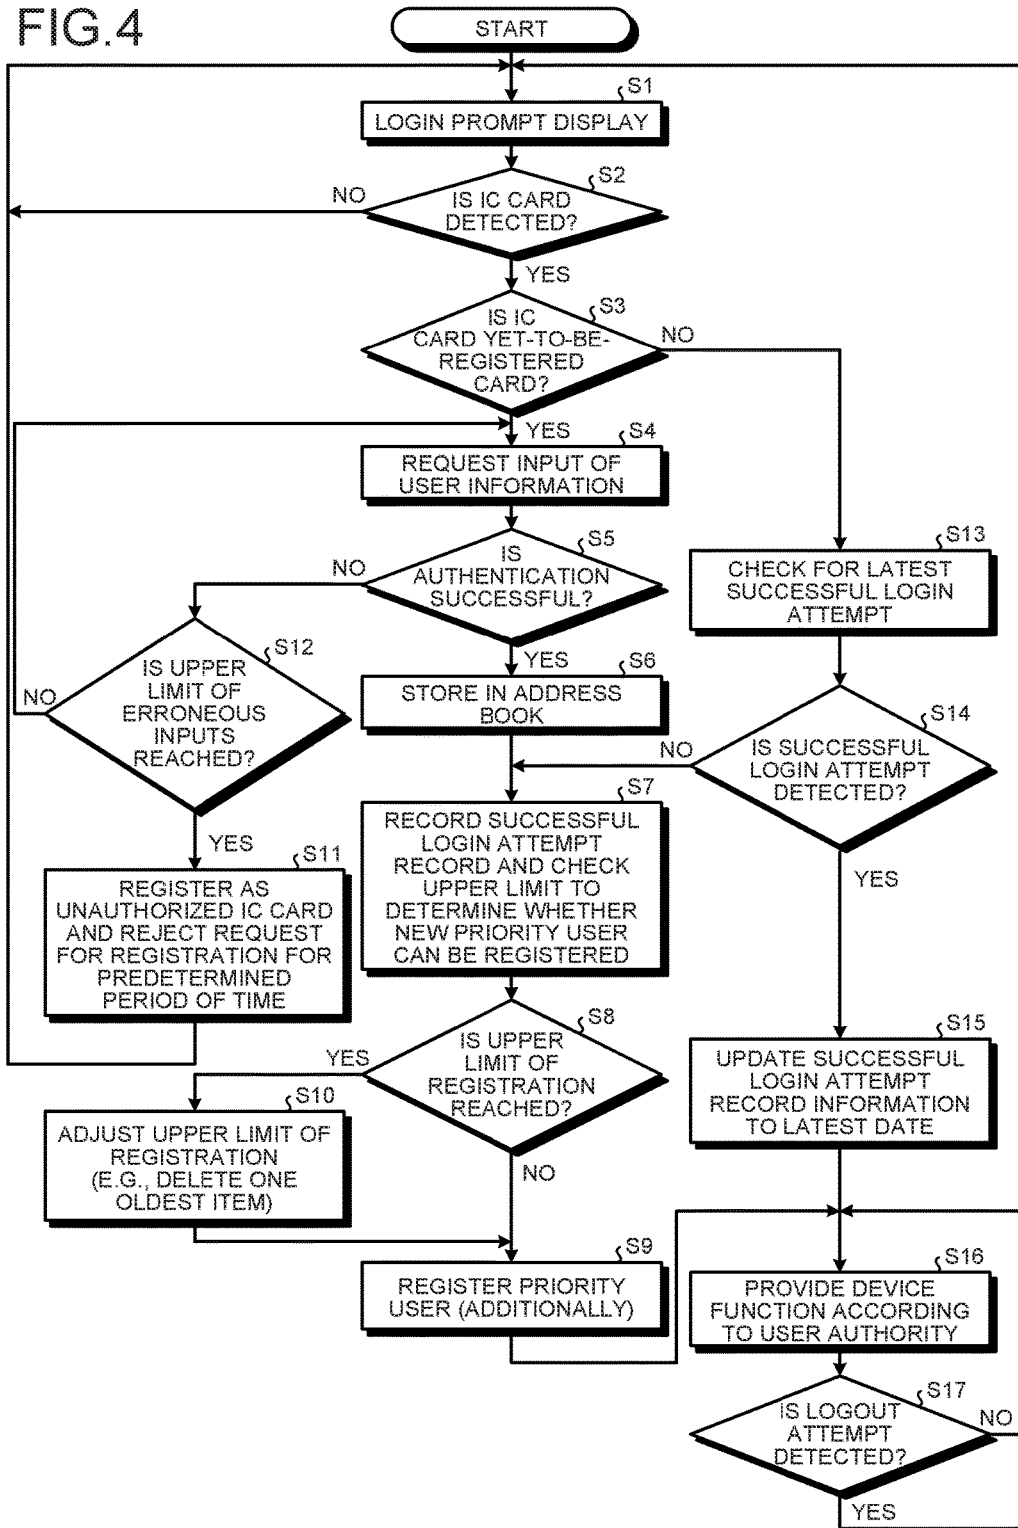 FIG.4
START
S1
LOGIN PROMPT DISPLAY
S2
NO
IS IC CARD
DETECTED?
YES
S3
IS IC
CARD YET-TO-BE-
REGISTERED
CARD?
NO
YES
S4
REQUEST INPUT OF
USER INFORMATION
S5
IS
AUTHENTICATION
SUCCESSFUL?
NO
S13
CHECK FOR LATEST
SUCCESSFUL LOGIN
ATTEMPT
S12
IS UPPER
LIMIT OF
ERRONEOUS
INPUTS
REACHED?
NO
YES
S6
STORE IN ADDRESS
BOOK
S14
NO
IS SUCCESSFUL
LOGIN ATTEMPT
DETECTED?
S7
RECORD SUCCESSFUL
LOGIN ATTEMPT
RECORD AND CHECK
UPPER LIMIT TO
DETERMINE WHETHER
NEW PRIORITY USER
CAN BE REGISTERED
YES
S11
REGISTER AS
UNAUTHORIZED IC CARD
AND REJECT REQUEST
FOR REGISTRATION FOR
PREDETERMINED
PERIOD OF TIME
YES
S8
IS UPPER
LIMIT OF
REGISTRATION
REACHED?
YES
S15
UPDATE SUCCESSFUL
LOGIN ATTEMPT
RECORD INFORMATION
TO LATEST DATE
S10
ADJUST UPPER LIMIT OF
REGISTRATION
(E.G., DELETE ONE
OLDEST ITEM)
NO
S9
REGISTER PRIORITY
USER (ADDITIONALLY)
S16
PROVIDE DEVICE
FUNCTION ACCORDING
TO USER AUTHORITY
S17
IS LOGOUT
ATTEMPT
DETECTED?
NO
YES